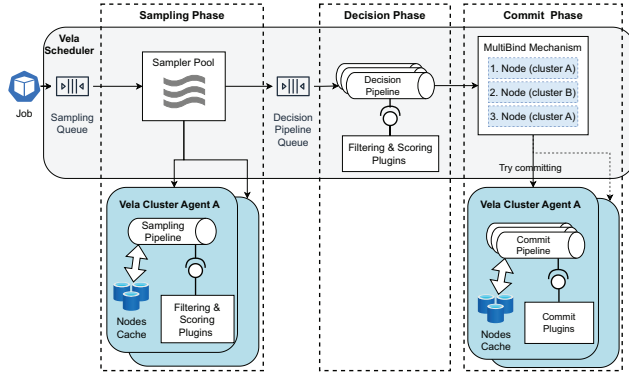 Sampling Phase
Decision Phase
Commit Phase
Vela
Scheduler
Job
Sampling
Queue
Sampler Pool
Decision
Pipeline
Queue
Decision
Pipeline
Filtering & Scoring
Plugins
MultiBind Mechanism
1. Node (cluster A)
2. Node (cluster B)
3. Node (cluster A)
Try committing
Vela Cluster Agent A
Sampling
Pipeline
Nodes
Cache
Filtering &
Scoring
Plugins
Vela Cluster Agent A
Commit
Pipeline
Nodes
Cache
Commit
Plugins